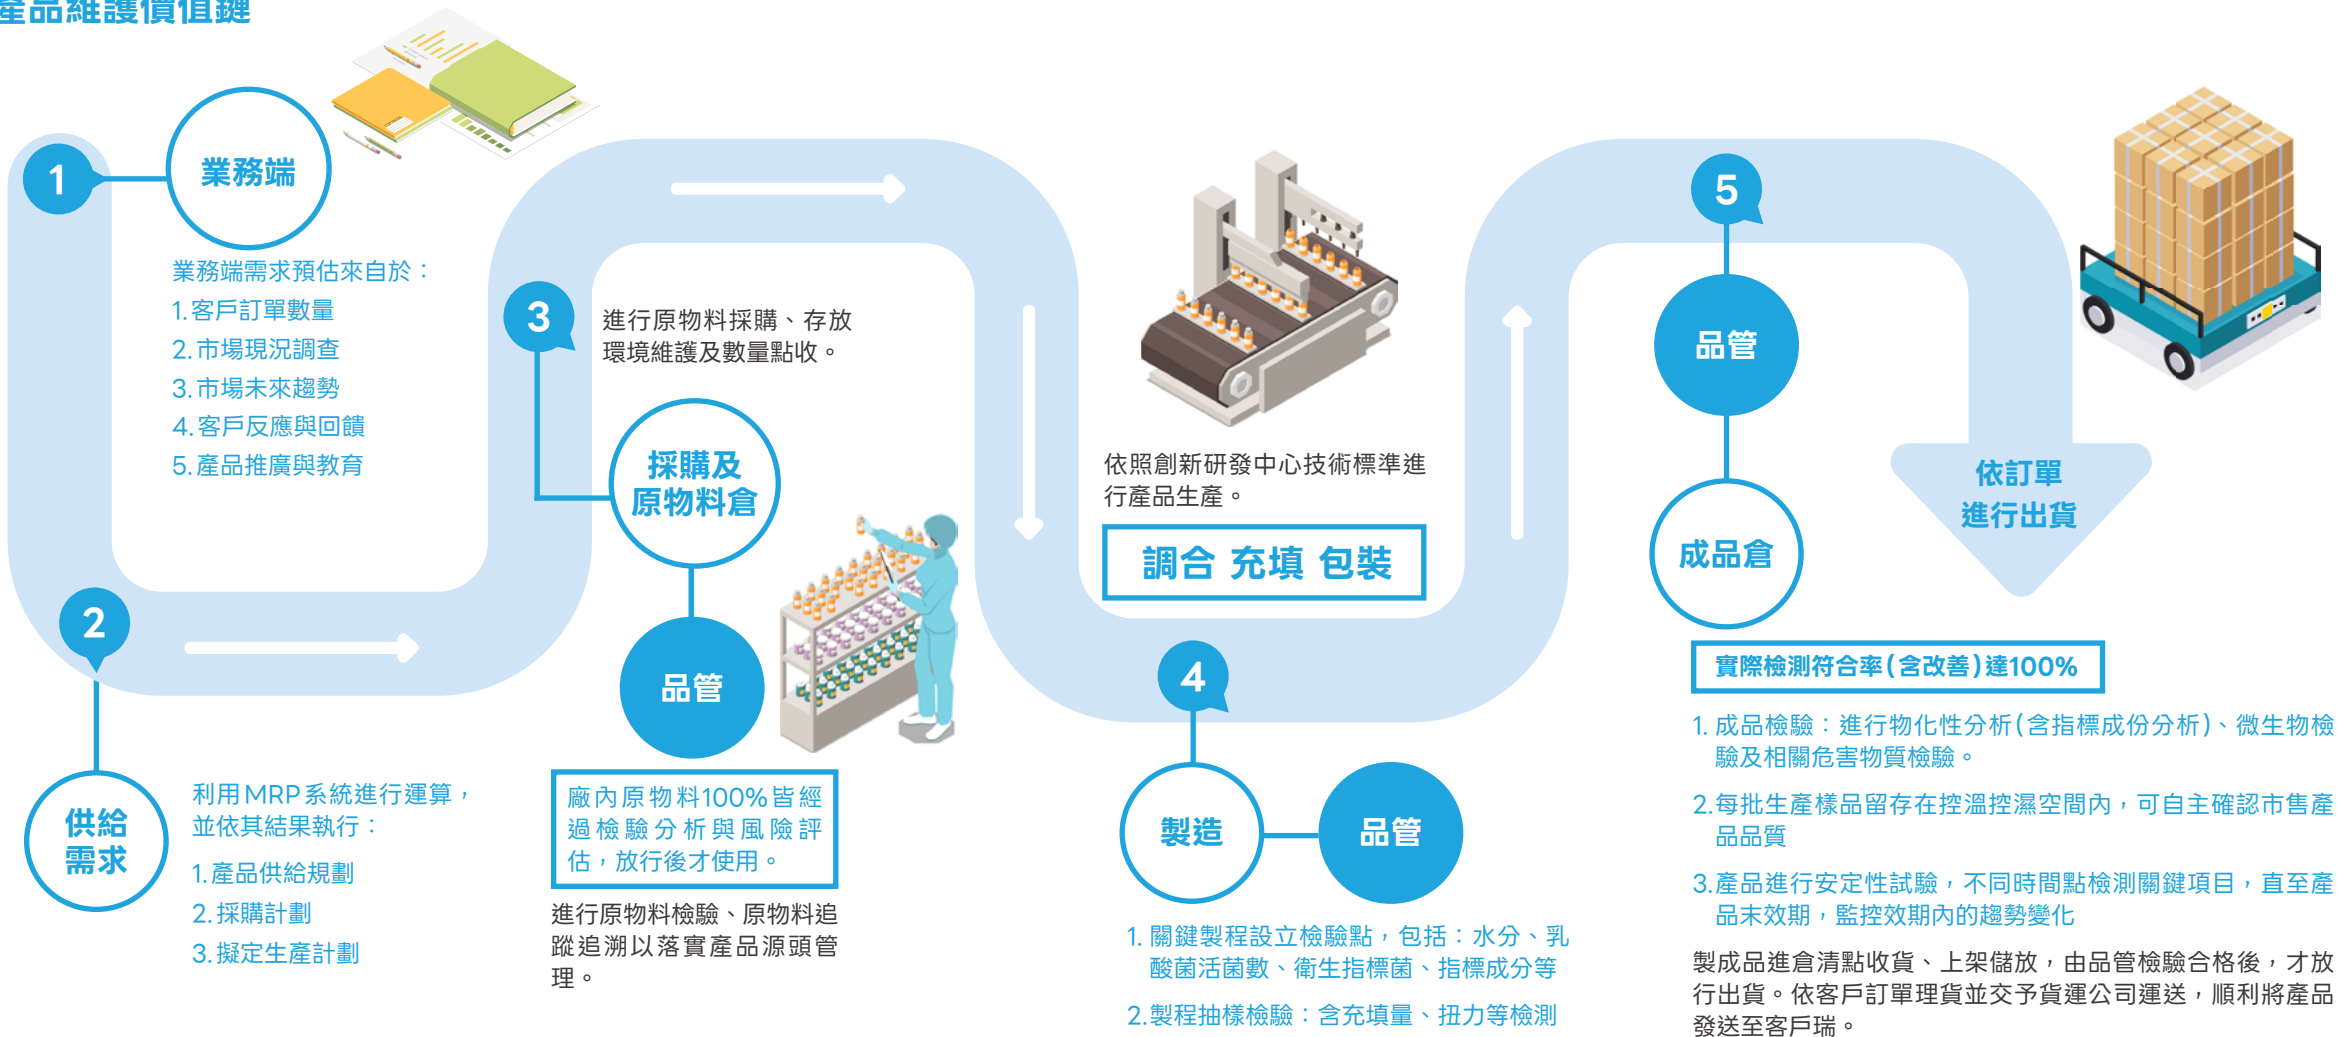 產品維護價值鏈
1
業務端
業務端需求預估來自於：
1.客戶訂單數量
2.市場現況調查
3.市場未來趨勢
4.客戶反應與回饋
5.產品推廣與教育
2
供給
需求
利用MRP系統進行運算，
並依其結果執行：
1.產品供給規劃
2.採購計劃
3.擬定生產計劃
3
進行原物料採購、存放
環境維護及數量點收。
採購及
原物料倉
品管
廠內原物料100%皆經
過檢驗分析與風險評
估，放行後才使用。
進行原物料檢驗、原物料追
蹤追溯以落實產品源頭管
理。
依照創新研發中心技術標準進
行產品生產。
調合 充填 包裝
4
製造
品管
1. 關鍵製程設立檢驗點，包括：水分、乳
酸菌活菌數、衛生指標菌、指標成分等
2.製程抽樣檢驗：含充填量、扭力等檢測
5
品管
成品倉
依訂單
進行出貨
實際檢測符合率(含改善)達100%
1. 成品檢驗：進行物化性分析(含指標成份分析)、微生物檢
驗及相關危害物質檢驗。
2.每批生產樣品留存在控溫控濕空間內，可自主確認市售產
品品質
3.產品進行安定性試驗，不同時間點檢測關鍵項目，直至產
品末效期，監控效期內的趨勢變化
製成品進倉清點收貨、上架儲放，由品管檢驗合格後，才放
行出貨。依客戶訂單理貨並交予貨運公司運送，順利將產品
發送至客戶瑞。